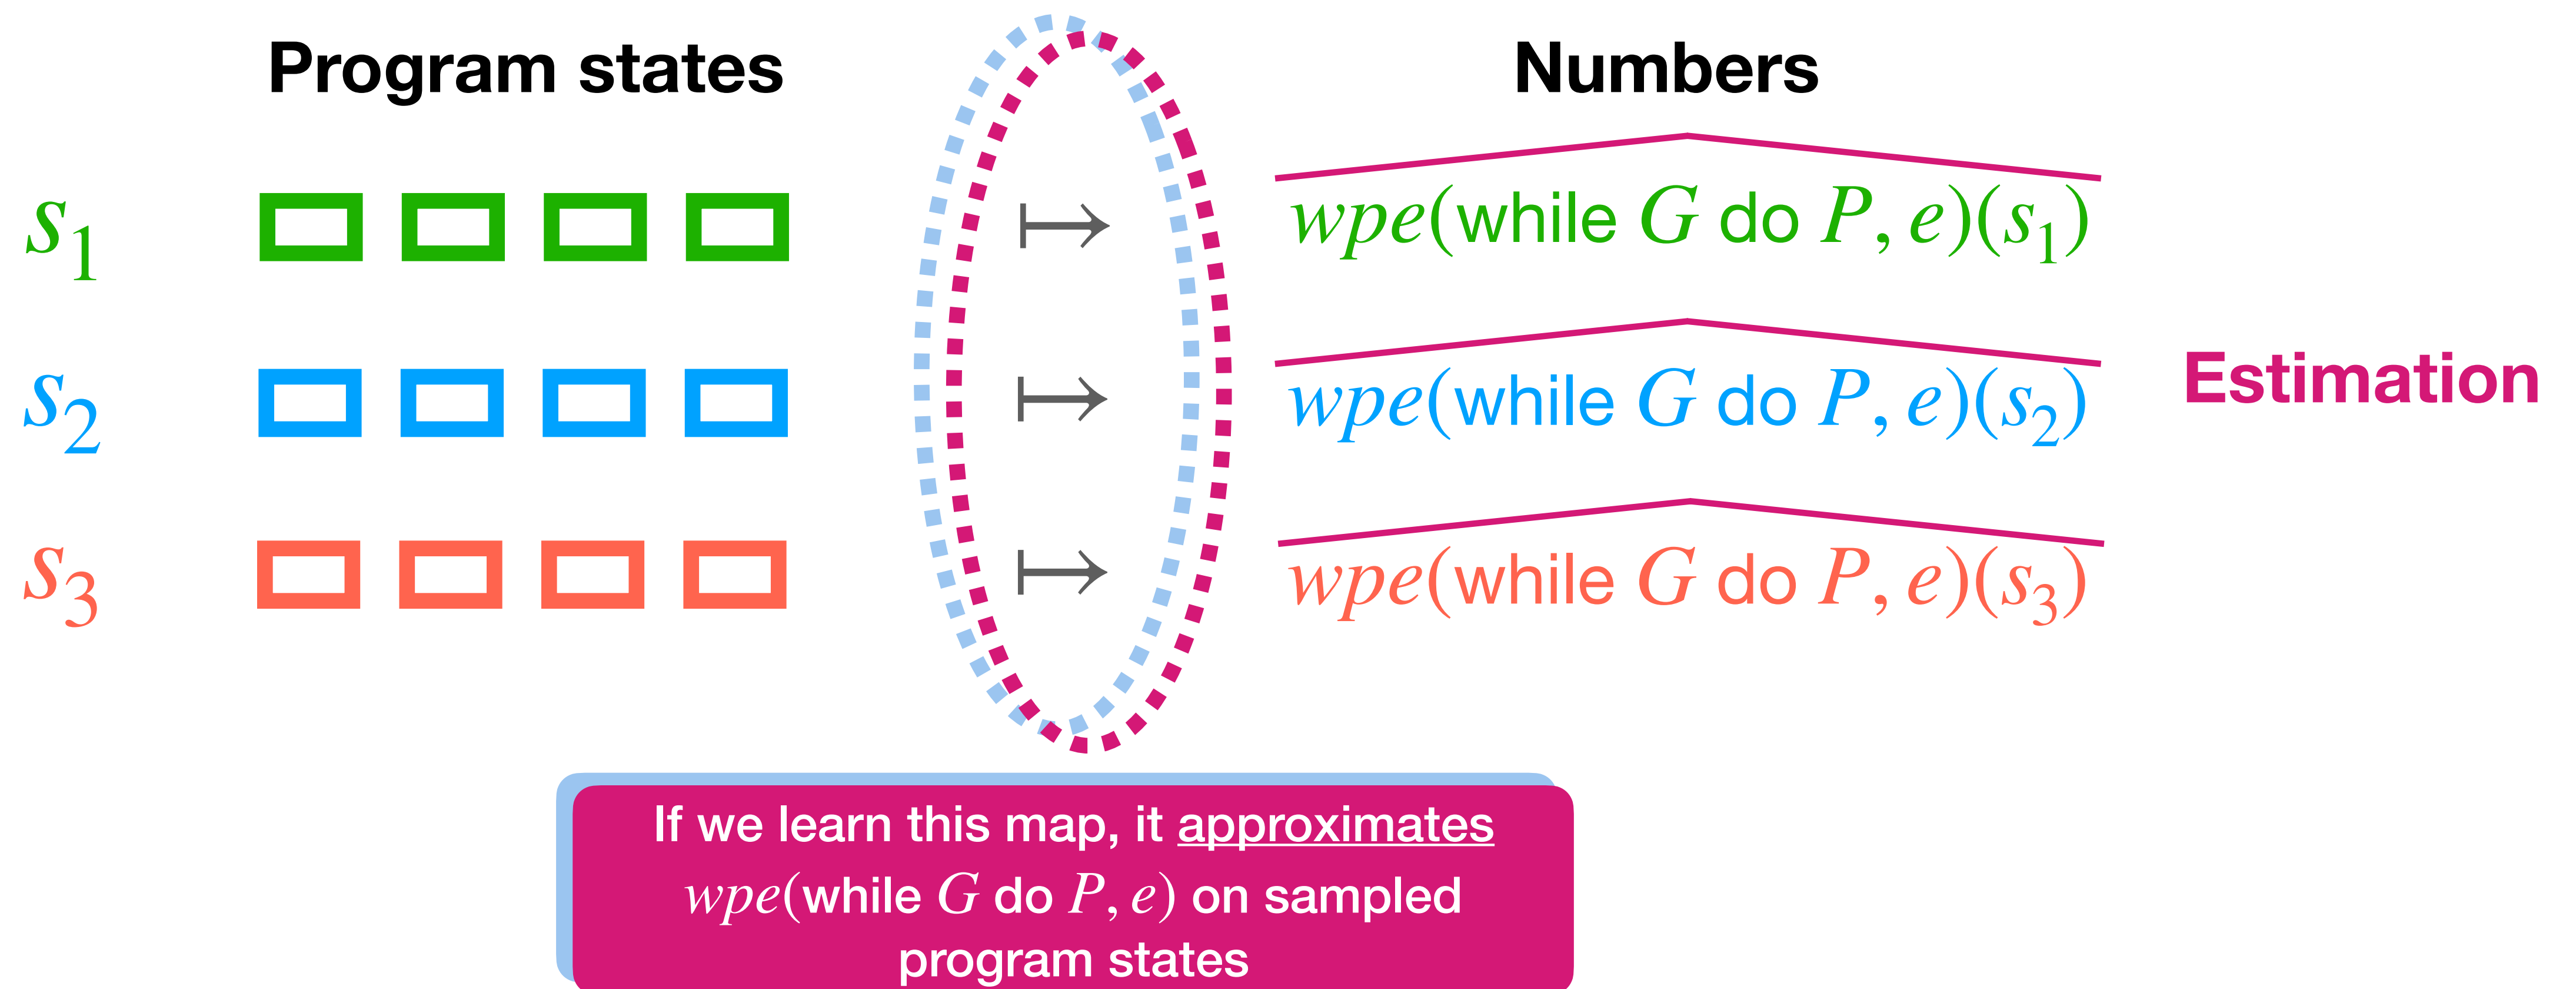 Program states
Numbers
s₁ ↦ wpe(while G do P, e)(s₁)
s₂ ↦ wpe(while G do P, e)(s₂)
Estimation
s₃ ↦ wpe(while G do P, e)(s₃)
If we learn this map, it approximates
wpe(while G do P, e) on sampled
program states